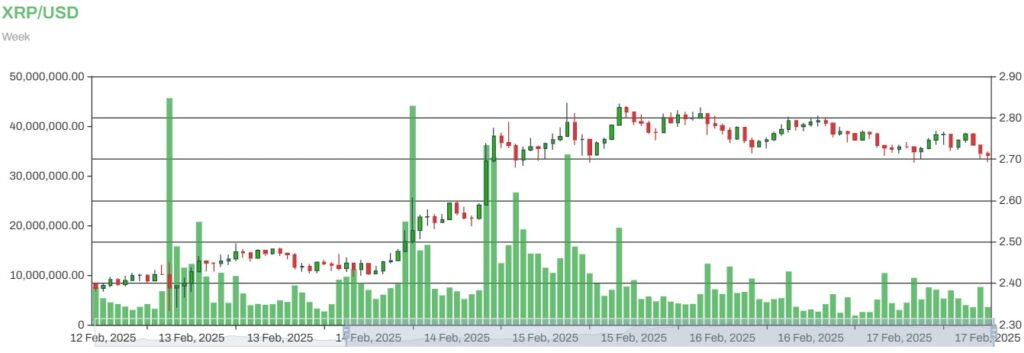 XRP/USD
Week
50,000,000.00
40,000,000.00
30,000,000.00
20,000,000.00
10,000,000.00
0
2.90
2.80
2.70
2.60
2.50
2.40
2.30
12 Feb, 2025
13 Feb, 2025
13 Feb, 2025
14 Feb, 2025
14 Feb, 2025
15 Feb, 2025
15 Feb, 2025
16 Feb, 2025
16 Feb, 2025
17 Feb, 2025
17 Feb, 2025